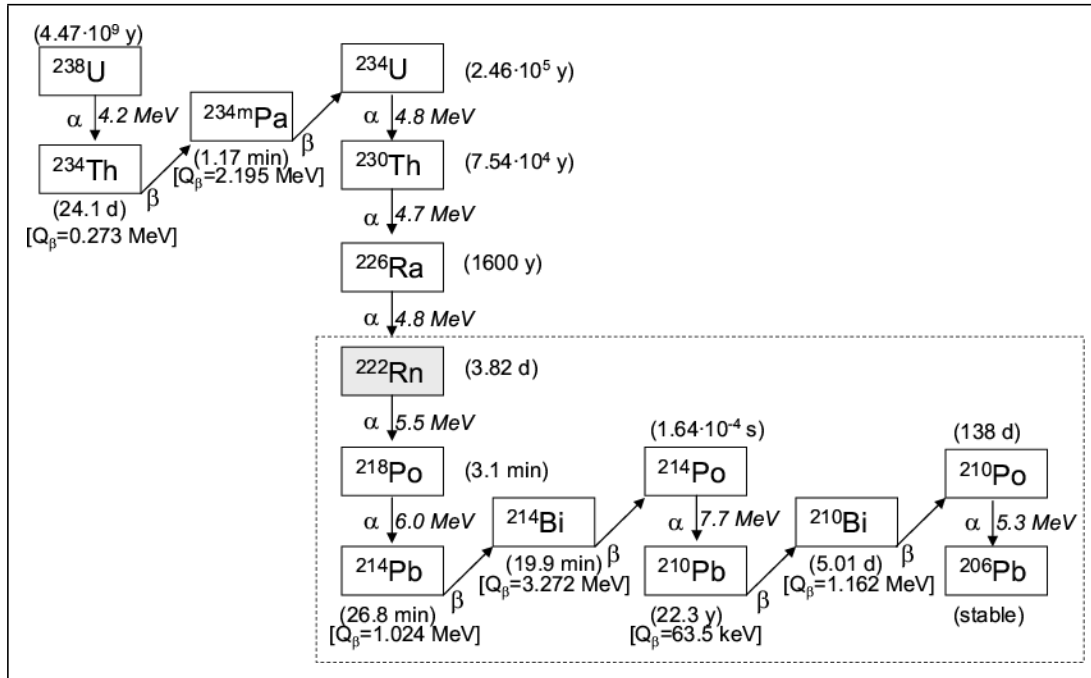 (4.47·10⁹ y)
²³⁸U
α 4.2 MeV
²³⁴Th
(24.1 d)
[Qβ=0.273 MeV]
β
²³⁴ᵐPa
(1.17 min)
[Qβ=2.195 MeV]
β
²³⁴U (2.46·10⁵ y)
α 4.8 MeV
²³⁰Th (7.54·10⁴ y)
α 4.7 MeV
²²⁶Ra (1600 y)
α 4.8 MeV
²²²Rn (3.82 d)
α 5.5 MeV
²¹⁸Po (3.1 min)
α 6.0 MeV
²¹⁴Pb
(26.8 min)
[Qβ=1.024 MeV]
β
²¹⁴Bi
(19.9 min)
[Qβ=3.272 MeV]
β
(1.64·10⁻⁴ s)
²¹⁴Po
α 7.7 MeV
²¹⁰Pb
(22.3 y)
[Qβ=63.5 keV]
β
²¹⁰Bi
(5.01 d)
[Qβ=1.162 MeV]
β
(138 d)
²¹⁰Po
α 5.3 MeV
²⁰⁶Pb
(stable)